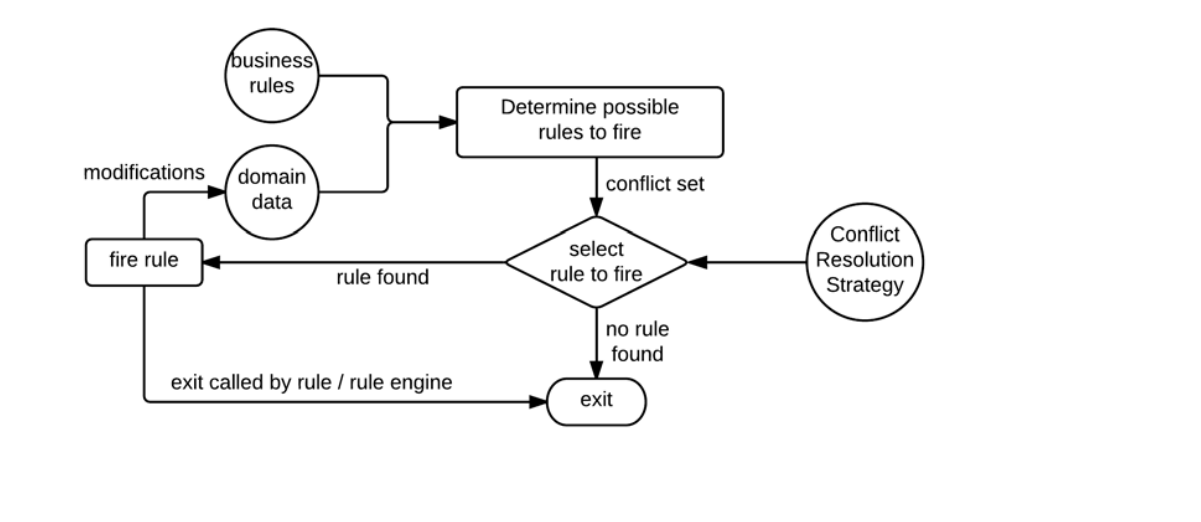 business
rules
Determine possible
rules to fire
modifications
domain
data
conflict set
Conflict
Resolution
Strategy
select
rule to fire
fire rule
rule found
no rule
found
exit called by rule / rule engine
exit